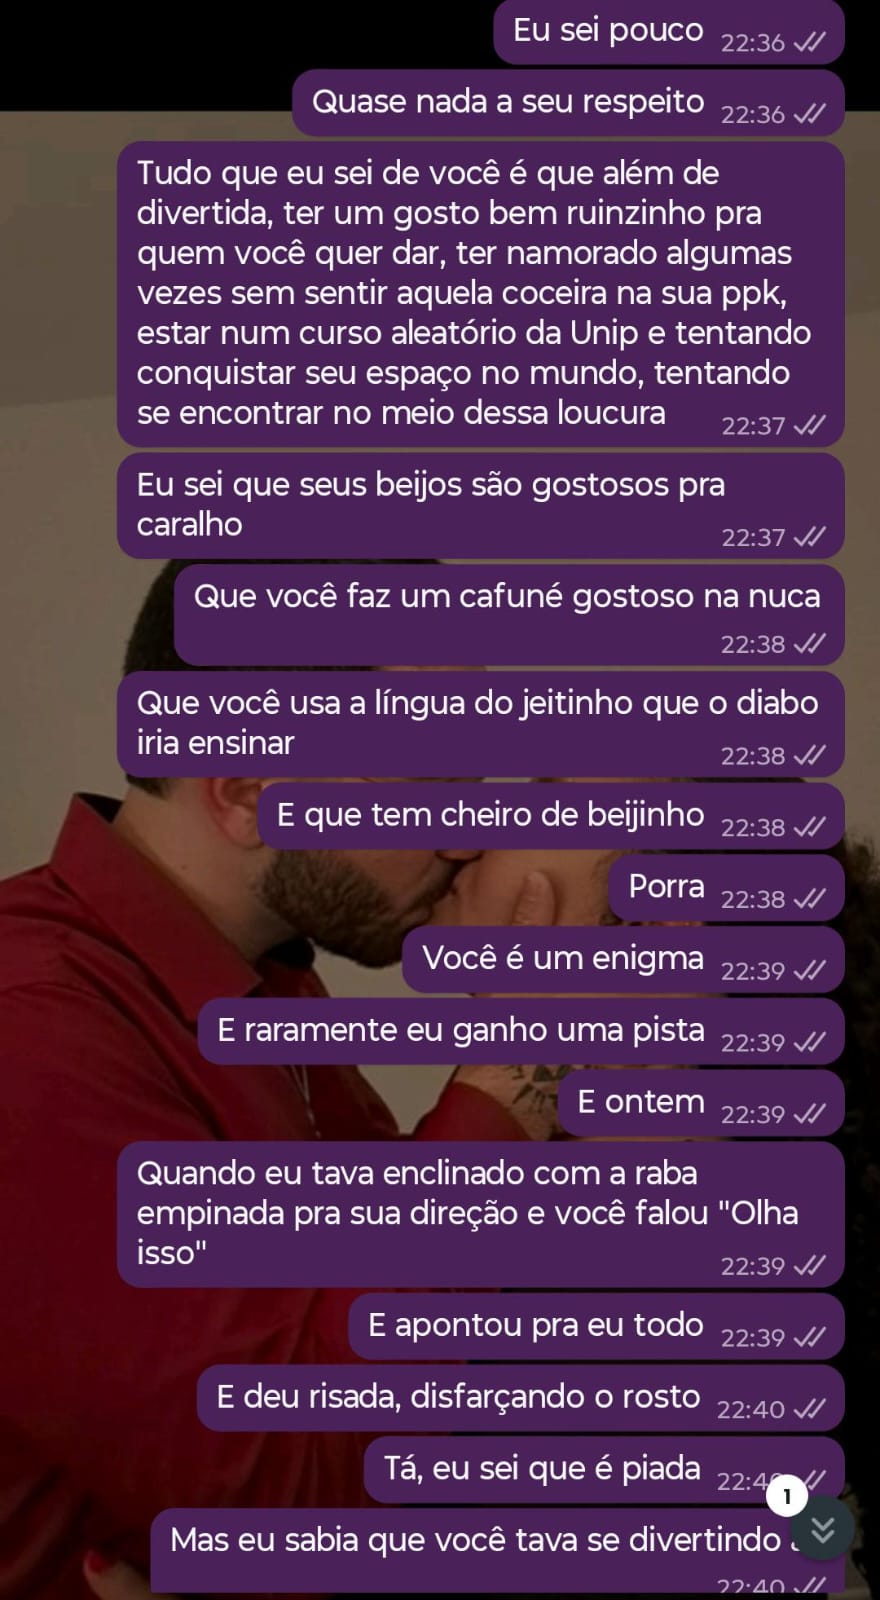 Eu sei pouco 22:36
Quase nada a seu respeito 22:36
Tudo que eu sei de você é que além de
divertida, ter um gosto bem ruinzinho pra
quem você quer dar, ter namorado algumas
vezes sem sentir aquela coceira na sua ppk,
estar num curso aleatório da Unip e tentando
conquistar seu espaço no mundo, tentando
se encontrar no meio dessa loucura 22:37
Eu sei que seus beijos são gostosos pra
caralho 22:37
Que você faz um cafuné gostoso na nuca
22:38
Que você usa a língua do jeitinho que o diabo
iria ensinar 22:38
E que tem cheiro de beijinho 22:38
Porra 22:38
Você é um enigma 22:39
E raramente eu ganho uma pista 22:39
E ontem 22:39
Quando eu tava enclinado com a raba
empinada pra sua direção e você falou "Olha
isso" 22:39
E apontou pra eu todo 22:39
E deu risada, disfarçando o rosto 22:40
Tá, eu sei que é piada
1
Mas eu sabia que você tava se divertindo
22:40